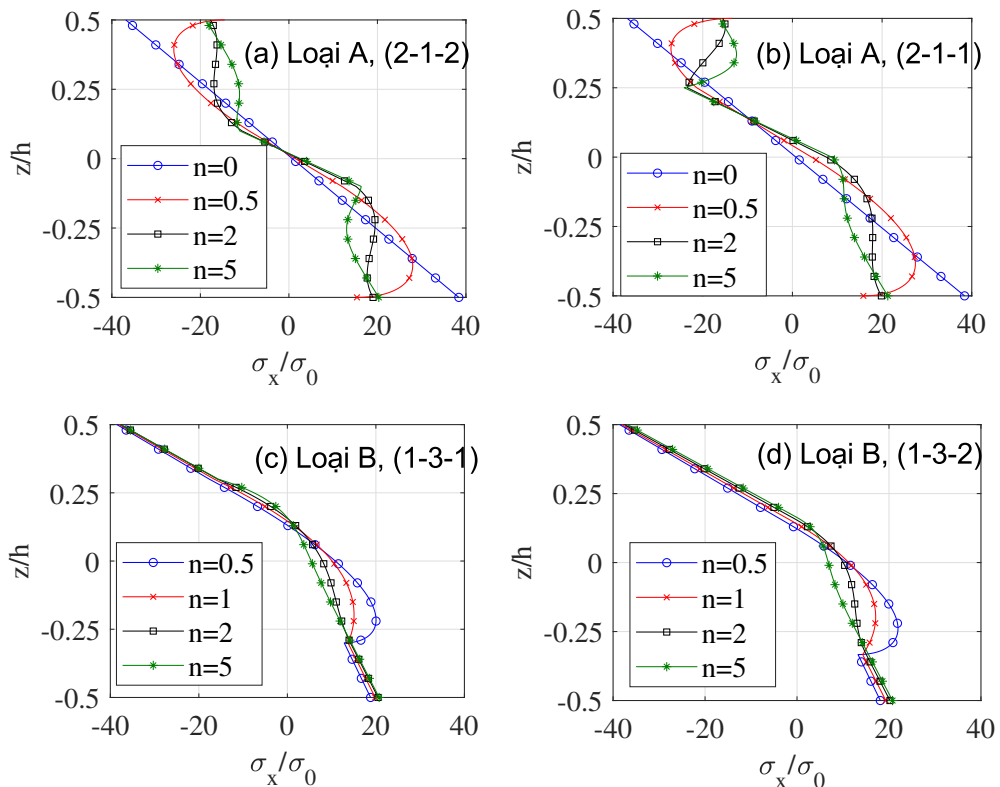 (a) Loại A, (2-1-2)
0.5
0.25
0
-0.25
-0.5
z/h
n=0
n=0.5
n=2
n=5
-40
-20
0
20
40
σx/σ0
(b) Loại A, (2-1-1)
0.5
0.25
0
-0.25
-0.5
z/h
n=0
n=0.5
n=2
n=5
-40
-20
0
20
40
σx/σ0
(c) Loại B, (1-3-1)
0.5
0.25
0
-0.25
-0.5
z/h
n=0.5
n=1
n=2
n=5
-40
-20
0
20
40
σx/σ0
(d) Loại B, (1-3-2)
0.5
0.25
0
-0.25
-0.5
z/h
n=0.5
n=1
n=2
n=5
-40
-20
0
20
40
σx/σ0